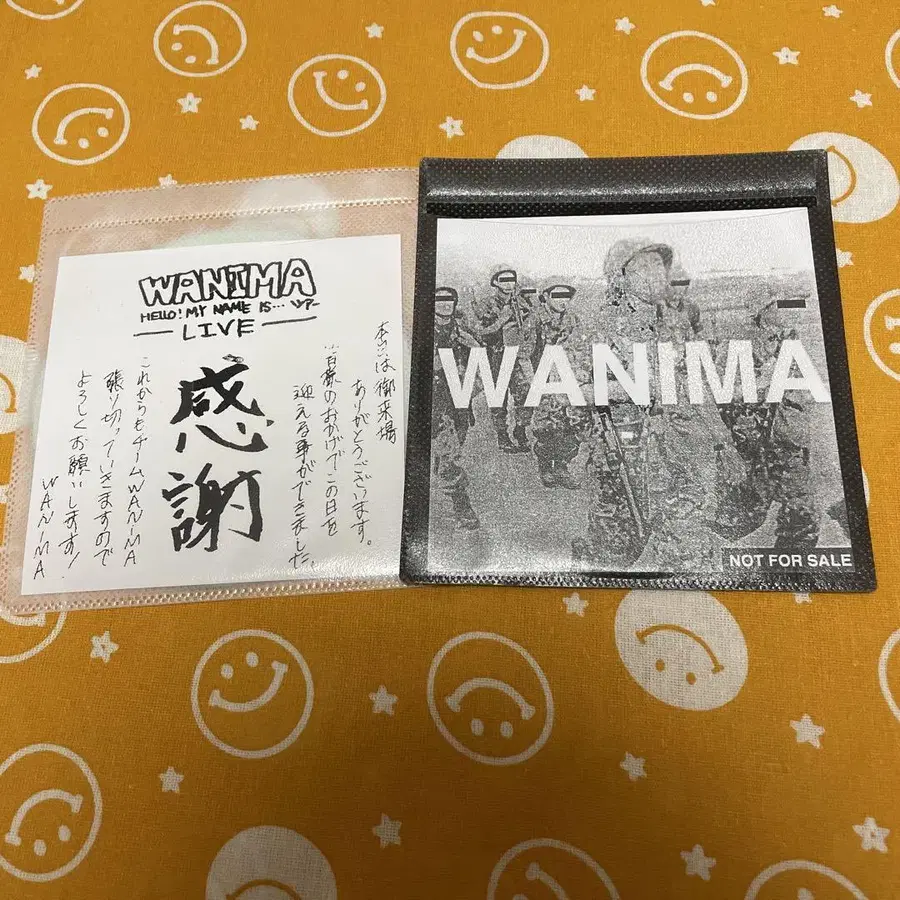 WANIMA
HELLO! MY NAME IS...ツアー
LIVE
感謝
本日は御来場
ありがとうございます。
皆様のおかげでこの日を
迎える事ができました。
これからもチームWANIMA
張り切っていきますので
よろしくお願いします!
WANIMA
WANIMA
NOT FOR SALE